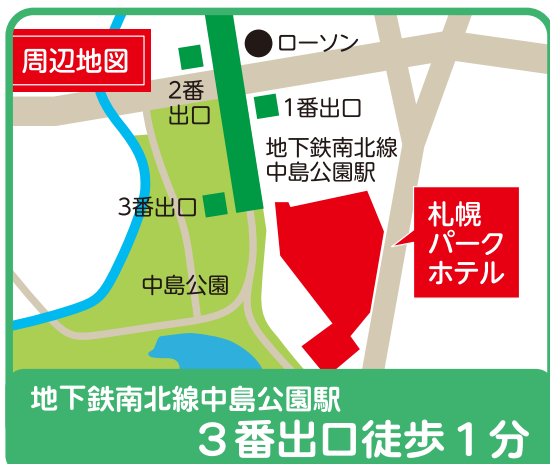 周辺地図
ローソン
2番
出口
1番出口
地下鉄南北線
中島公園駅
3番出口
札幌
パーク
ホテル
中島公園
地下鉄南北線中島公園駅
3番出口徒歩1分